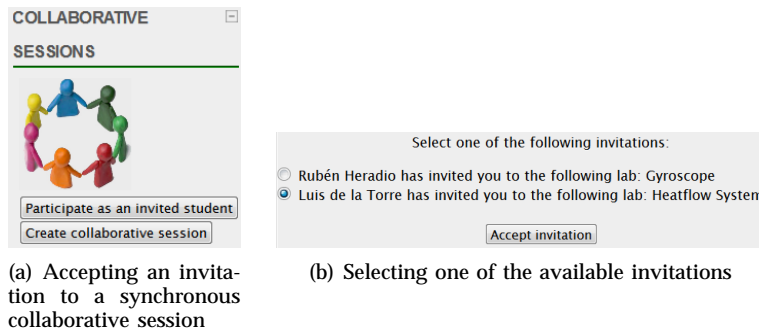 COLLABORATIVE
SESSIONS
Participate as an invited student
Create collaborative session
(a) Accepting an invita-
tion to a synchronous
collaborative session
Select one of the following invitations:
Rubén Heradio has invited you to the following lab: Gyroscope
Luis de la Torre has invited you to the following lab: Heatflow System
Accept invitation
(b) Selecting one of the available invitations